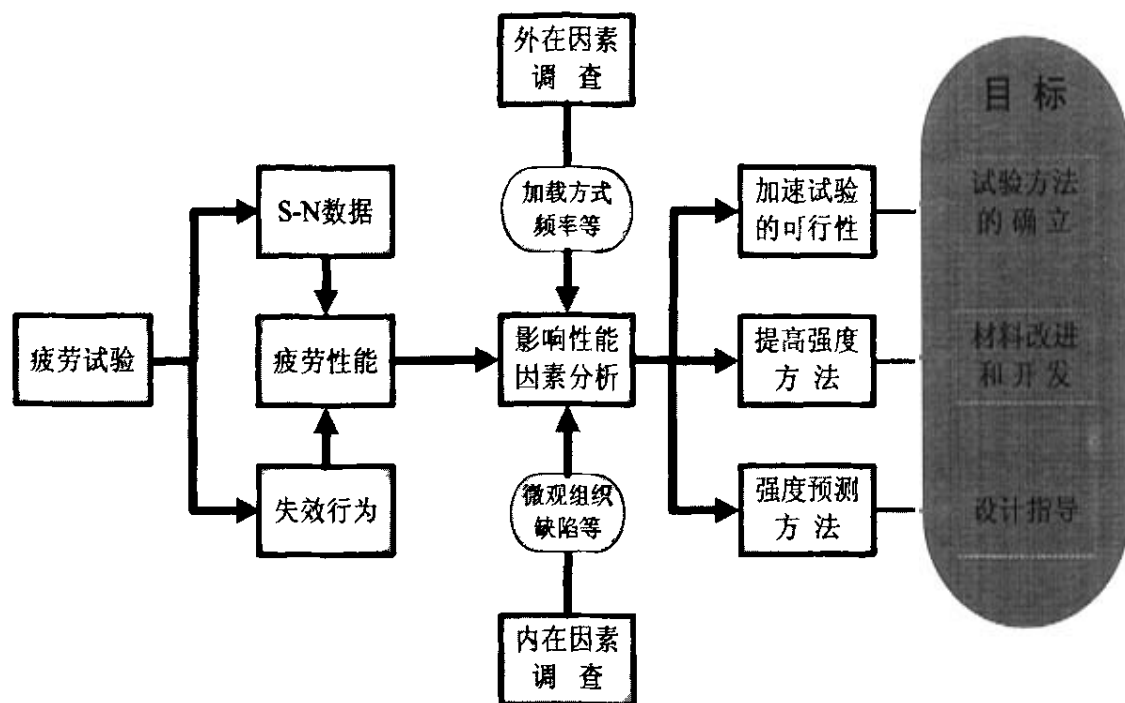 外在因素
调 查
目 标
加载方式
频率等
S-N数据
加速试验
的可行性
试验方法
的 确 立
疲劳试验
疲劳性能
影响性能
因素分析
提高强度
方 法
材料改进
和 开 发
失效行为
微观组织
缺陷等
强度预测
方 法
设计指导
内在因素
调 查